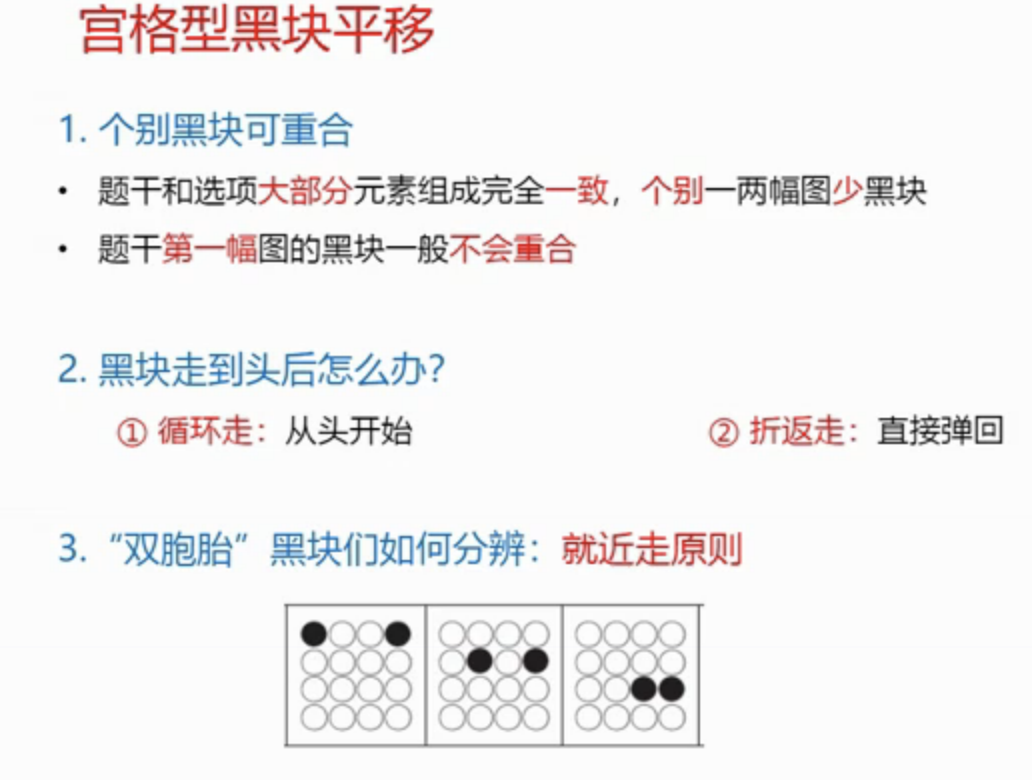 宫格型黑块平移
1. 个别黑块可重合
• 题干和选项大部分元素组成完全一致，个别一两幅图少黑块
• 题干第一幅图的黑块一般不会重合
2. 黑块走到头后怎么办？
① 循环走：从头开始
② 折返走：直接弹回
3. “双胞胎”黑块们如何分辨：就近走原则